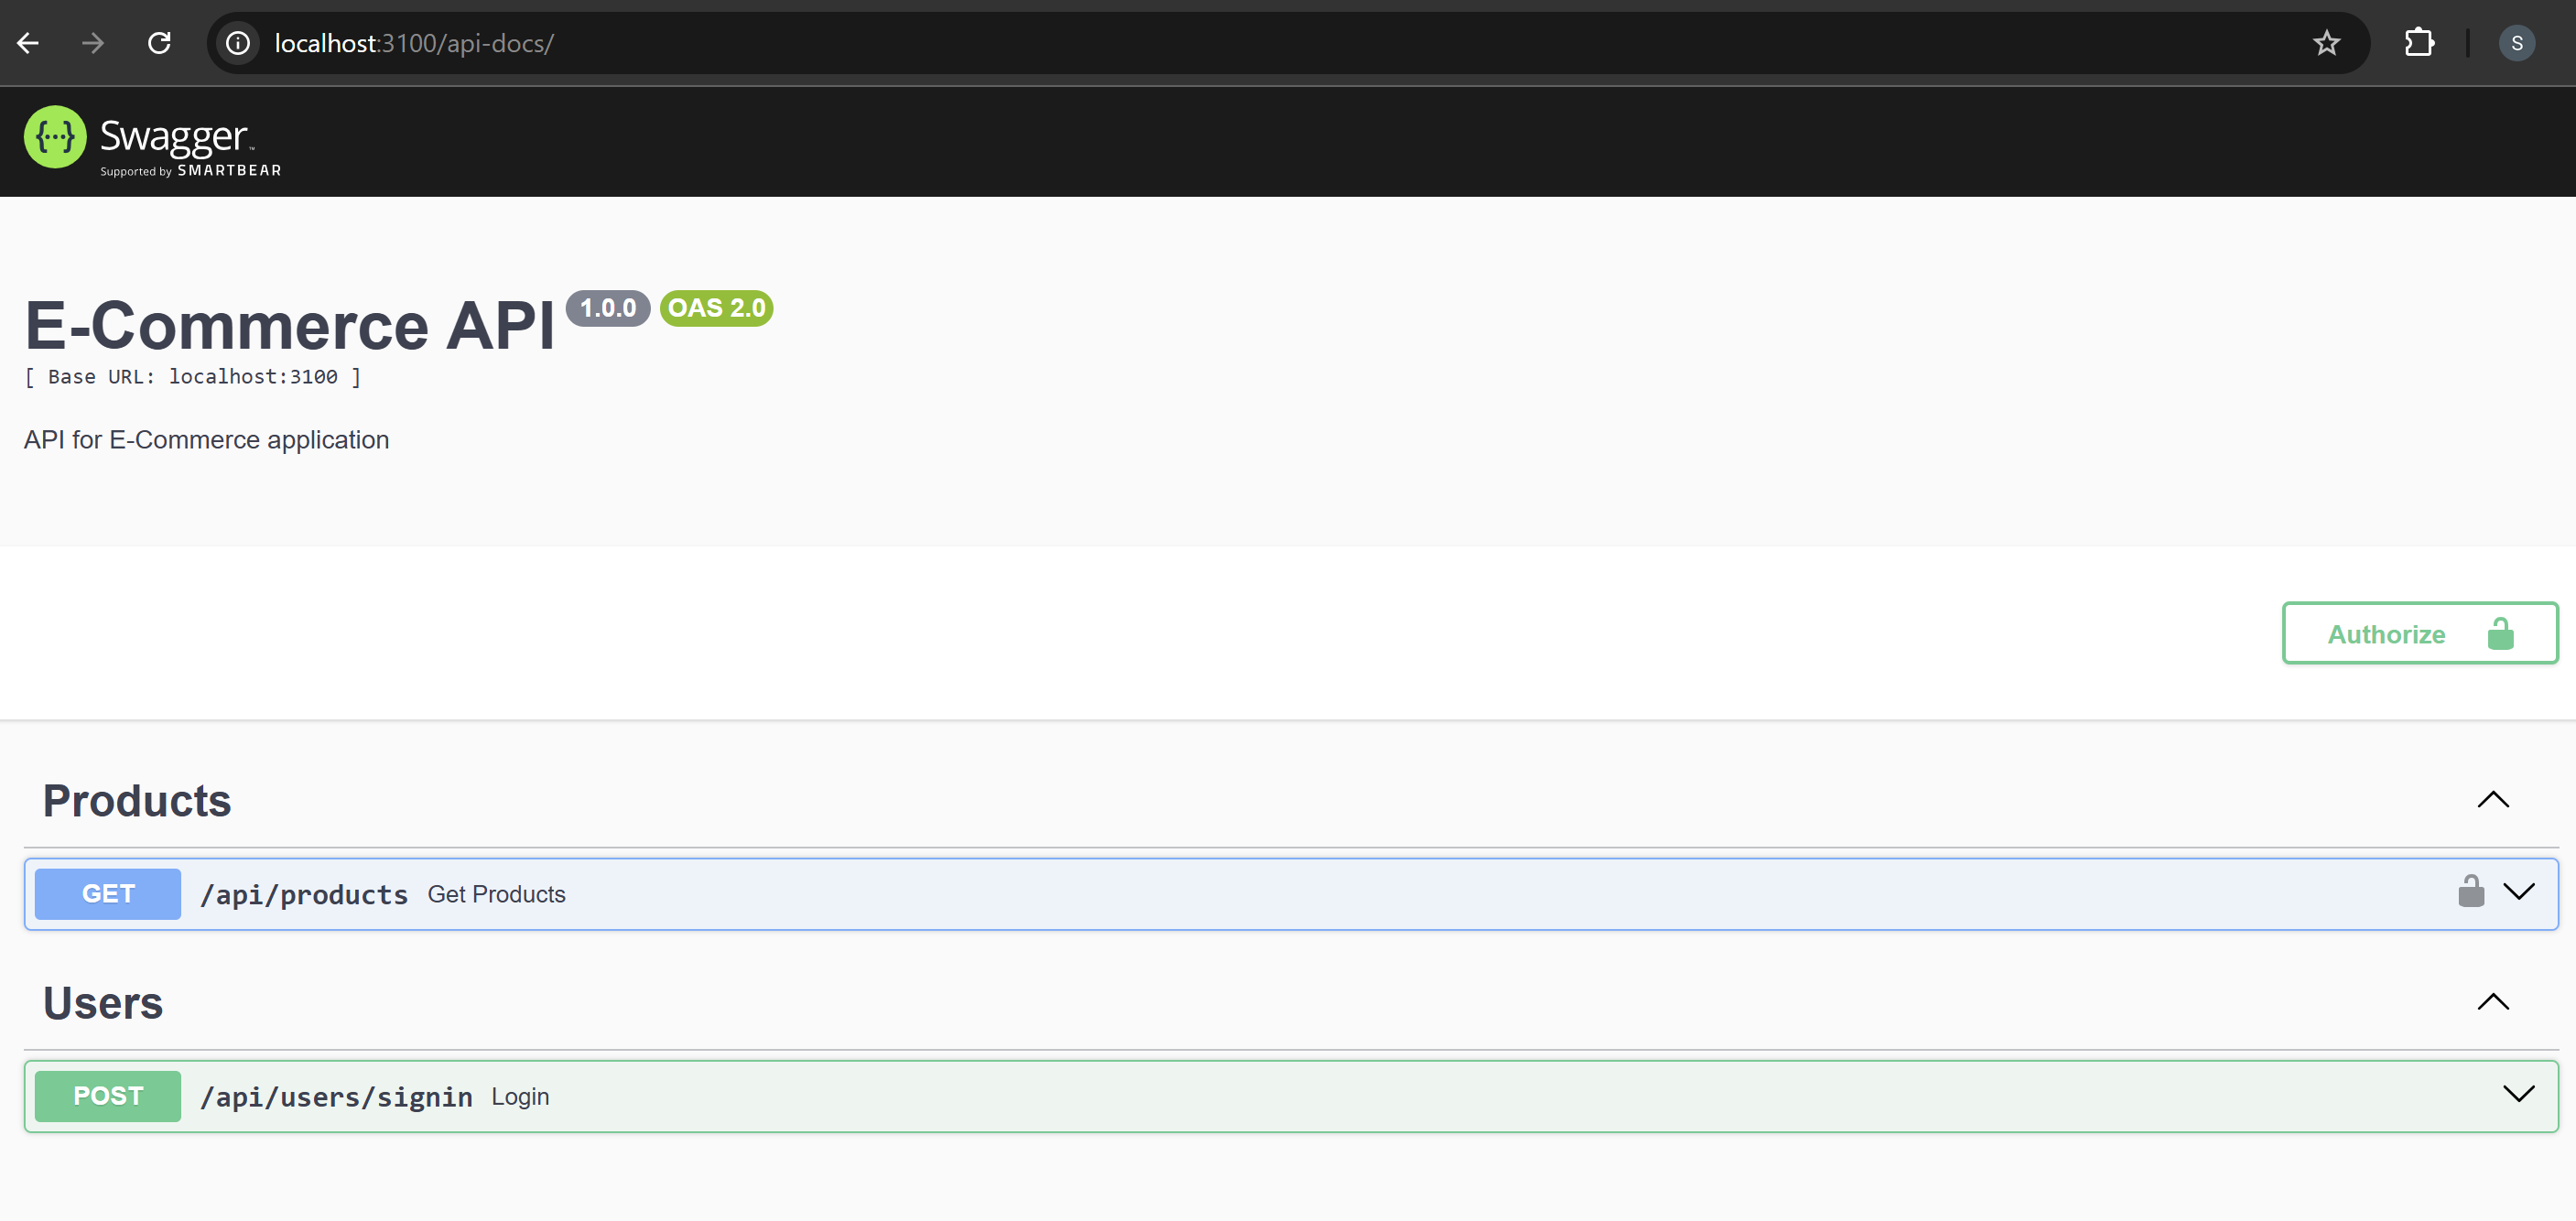 localhost:3100/api-docs/
S
{...} Swagger™
Supported by SMARTBEAR
E-Commerce API 1.0.0 OAS 2.0
[ Base URL: localhost:3100 ]
API for E-Commerce application
Authorize
Products
GET /api/products Get Products
Users
POST /api/users/signin Login